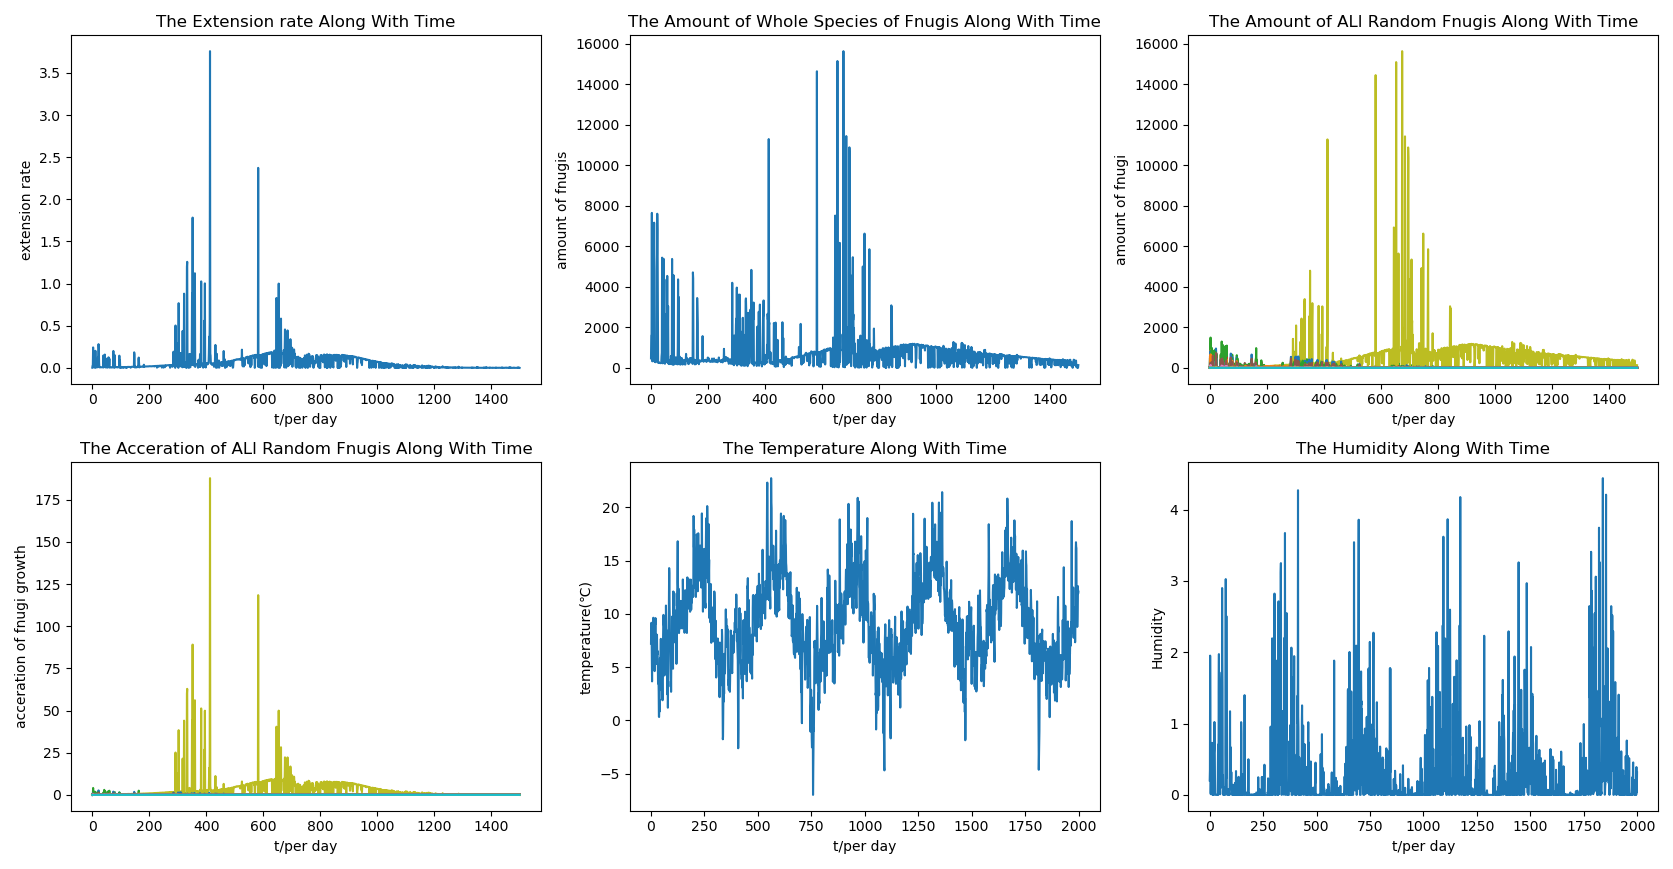 The Extension rate Along With Time
extension rate
3.5
3.0
2.5
2.0
1.5
1.0
0.5
0.0
0 200 400 600 800 1000 1200 1400
t/per day
The Amount of Whole Species of Fnugis Along With Time
amount of fnugis
16000
14000
12000
10000
8000
6000
4000
2000
0
0 200 400 600 800 1000 1200 1400
t/per day
The Amount of ALI Random Fnugis Along With Time
amount of fnugi
16000
14000
12000
10000
8000
6000
4000
2000
0
0 200 400 600 800 1000 1200 1400
t/per day
The Acceration of ALI Random Fnugis Along With Time
acceration of fnugi growth
175
150
125
100
75
50
25
0
0 200 400 600 800 1000 1200 1400
t/per day
The Temperature Along With Time
temperature(℃)
20
15
10
5
0
−5
0 250 500 750 1000 1250 1500 1750 2000
t/per day
The Humidity Along With Time
Humidity
4
3
2
1
0
0 250 500 750 1000 1250 1500 1750 2000
t/per day